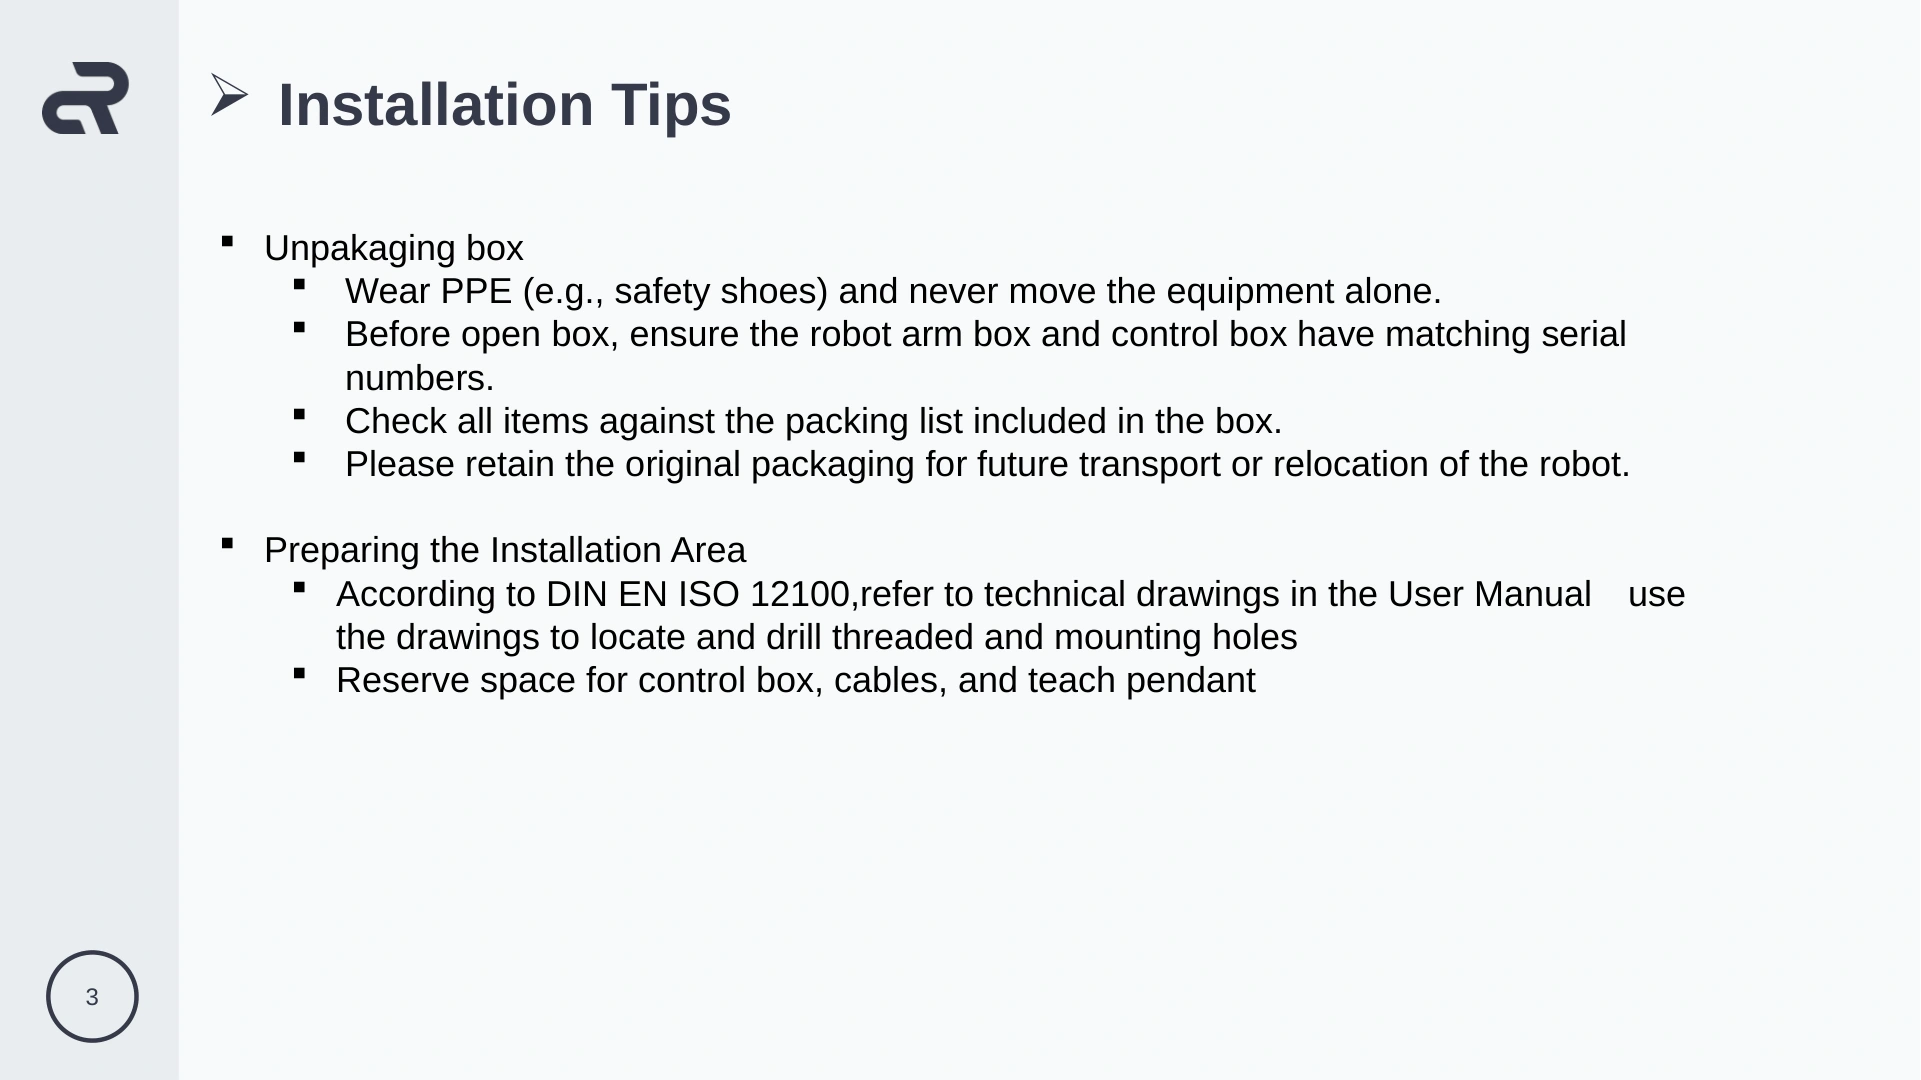 Installation Tips
Unpakaging box
Wear PPE (e.g., safety shoes) and never move the equipment alone.
Before open box, ensure the robot arm box and control box have matching serial
numbers.
Check all items against the packing list included in the box.
Please retain the original packaging for future transport or relocation of the robot.
Preparing the Installation Area
According to DIN EN ISO 12100,refer to technical drawings in the User Manual use
the drawings to locate and drill threaded and mounting holes
Reserve space for control box, cables, and teach pendant
3